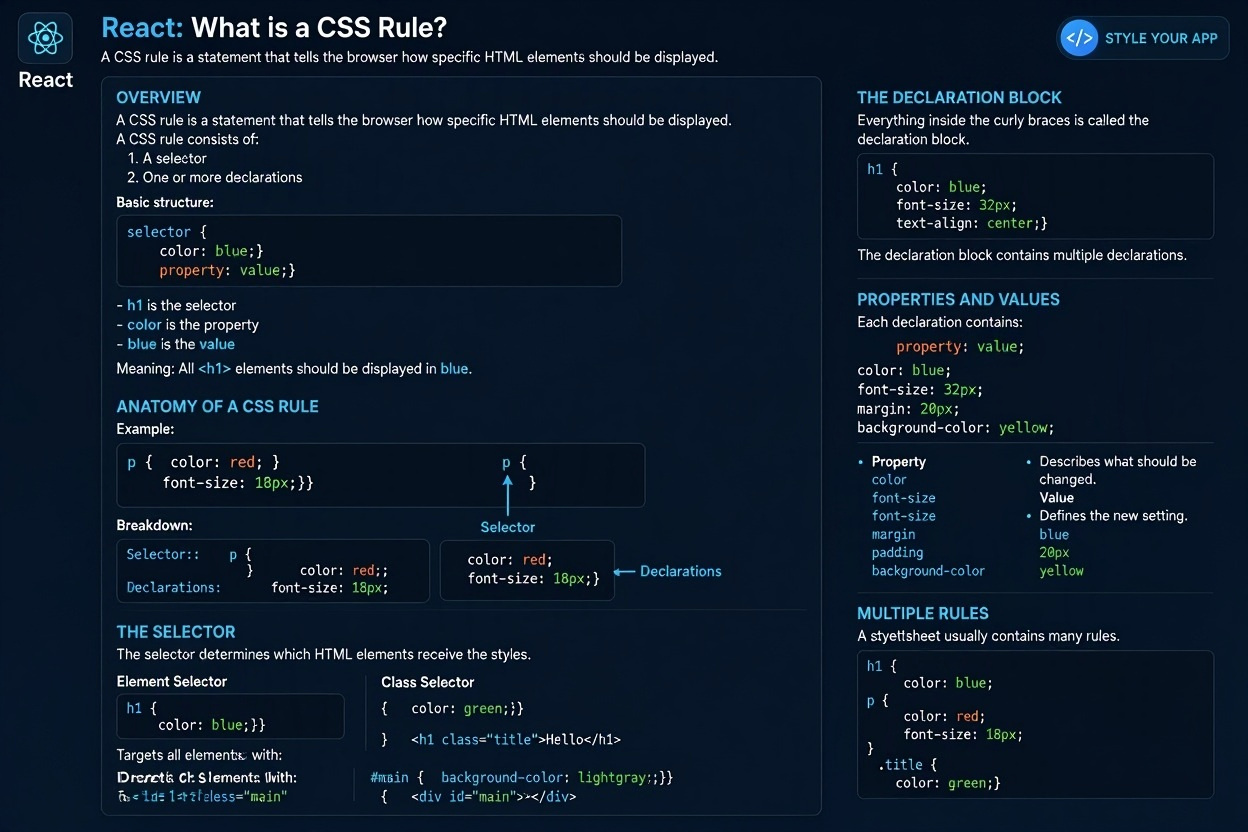 React: What is a CSS Rule?
A CSS rule is a statement that tells the browser how specific HTML elements should be displayed.
React
</> STYLE YOUR APP
OVERVIEW
A CSS rule is a statement that tells the browser how specific HTML elements should be displayed.
A CSS rule consists of:
1. A selector
2. One or more declarations
Basic structure:
selector {
color: blue;}
property: value;}
- h1 is the selector
- color is the property
- blue is the value
Meaning: All <h1> elements should be displayed in blue.
ANATOMY OF A CSS RULE
Example:
p {  color: red; }
font-size: 18px;}}
p {
}
Selector
Breakdown:
Selector::   p {
}   color: red;;
Declarations:   font-size: 18px;
color: red;
font-size: 18px;}
Declarations
THE SELECTOR
The selector determines which HTML elements receive the styles.
Element Selector
h1 {
color: blue;}}
Targets all elements with:
with:
="main"
Class Selector
{   color: green;;}
}   <h1 class="title">Hello</h1>
#main {  background-color: lightgray;;}}
{   <div id="main"></div>
THE DECLARATION BLOCK
Everything inside the curly braces is called the
declaration block.
h1 {
color: blue;
font-size: 32px;
text-align: center;}
The declaration block contains multiple declarations.
PROPERTIES AND VALUES
Each declaration contains:
property: value;
color: blue;
font-size: 32px;
margin: 20px;
background-color: yellow;
• Property
color
font-size
font-size
margin
padding
background-color
• Describes what should be
changed.
Value
• Defines the new setting.
blue
20px
yellow
MULTIPLE RULES
A styettsheet usually contains many rules.
h1 {
color: blue;
p {
color: red;
font-size: 18px;
}
.title {
color: green;}